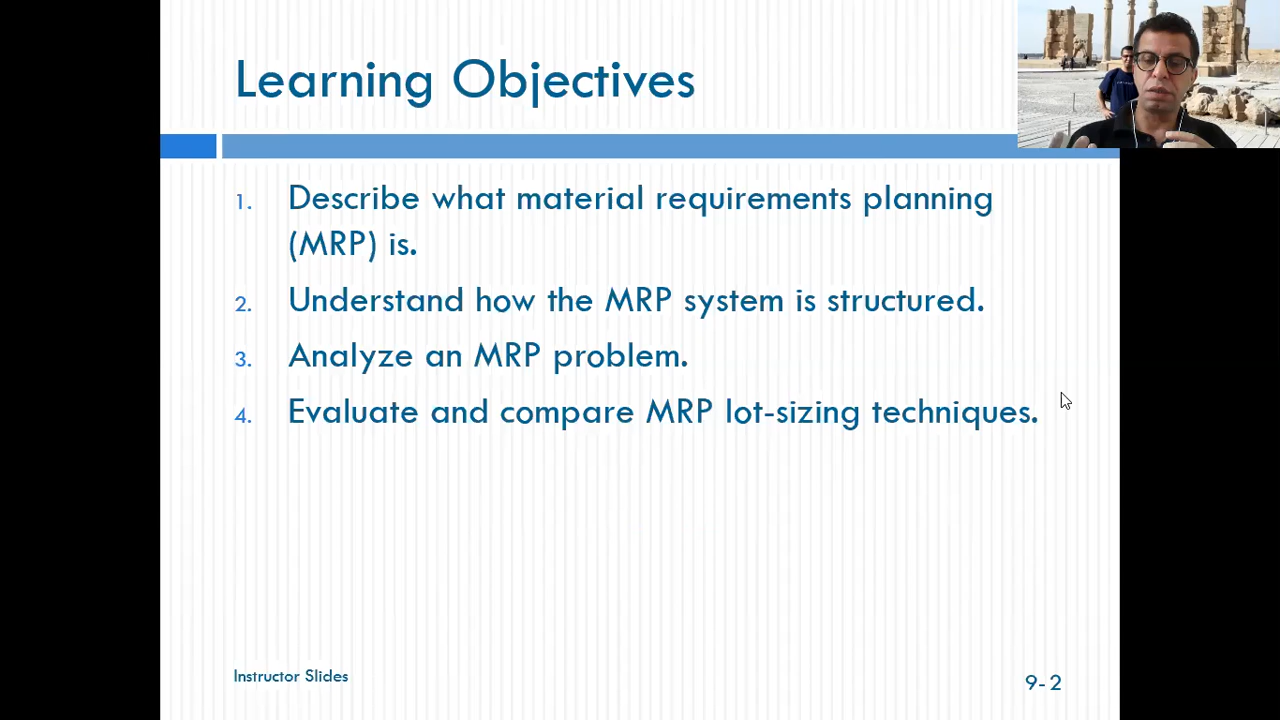 Learning Objectives
1. Describe what material requirements planning
(MRP) is.
2. Understand how the MRP system is structured.
3. Analyze an MRP problem.
4. Evaluate and compare MRP lot-sizing techniques.
Instructor Slides
9-2